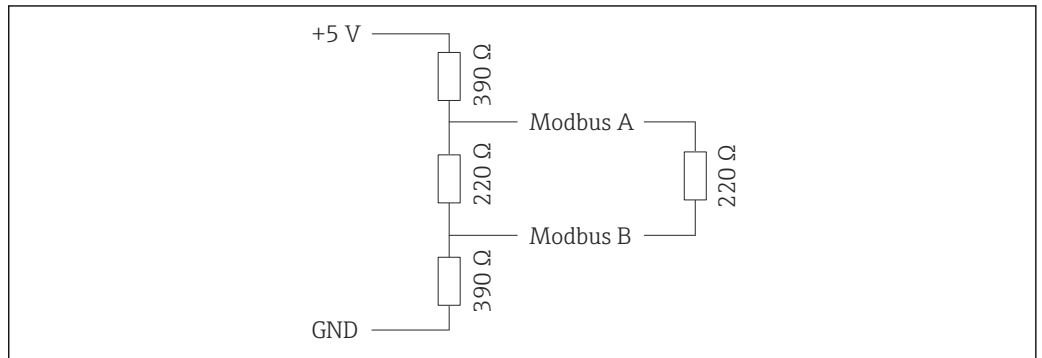 +5 V
390 Ω
Modbus A
220 Ω
220 Ω
Modbus B
390 Ω
GND